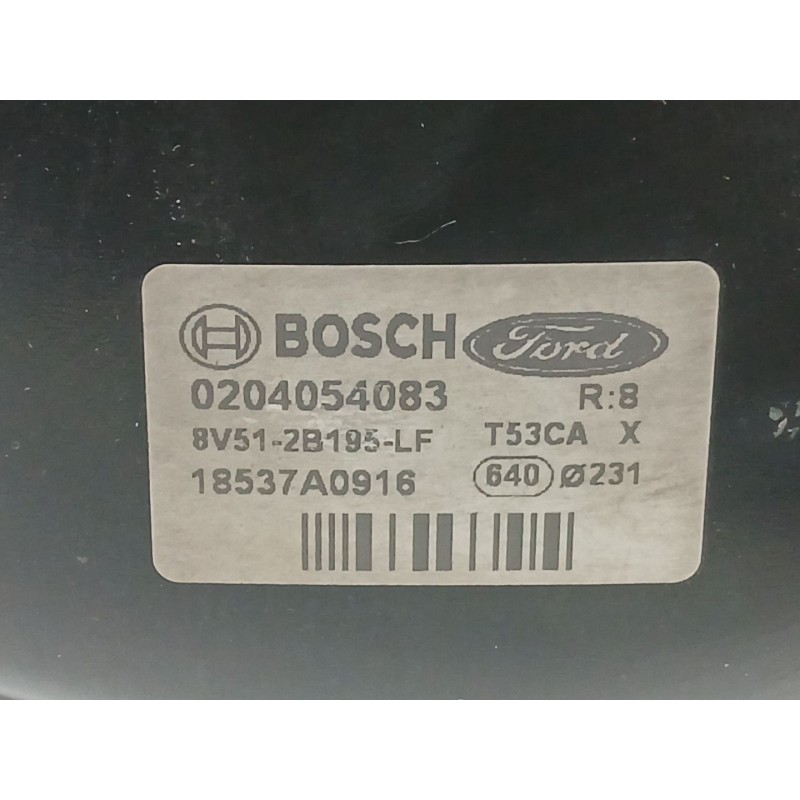 BOSCH Ford
0204054083 R:8
8V51-2B195-LF T53CA X
18537A0916 640 Ø231